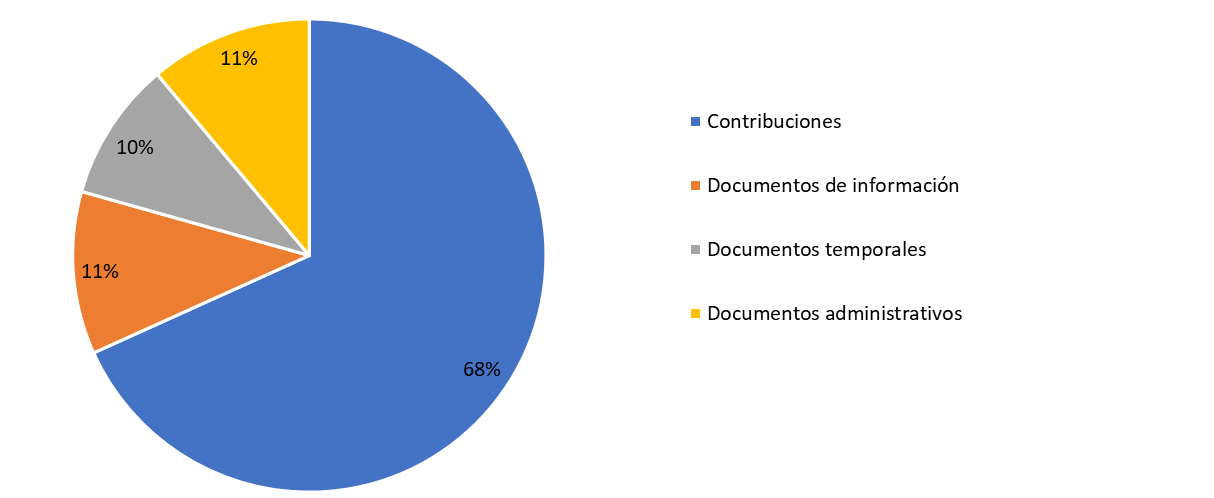 11%
10%
11%
68%
Contribuciones
Documentos de información
Documentos temporales
Documentos administrativos